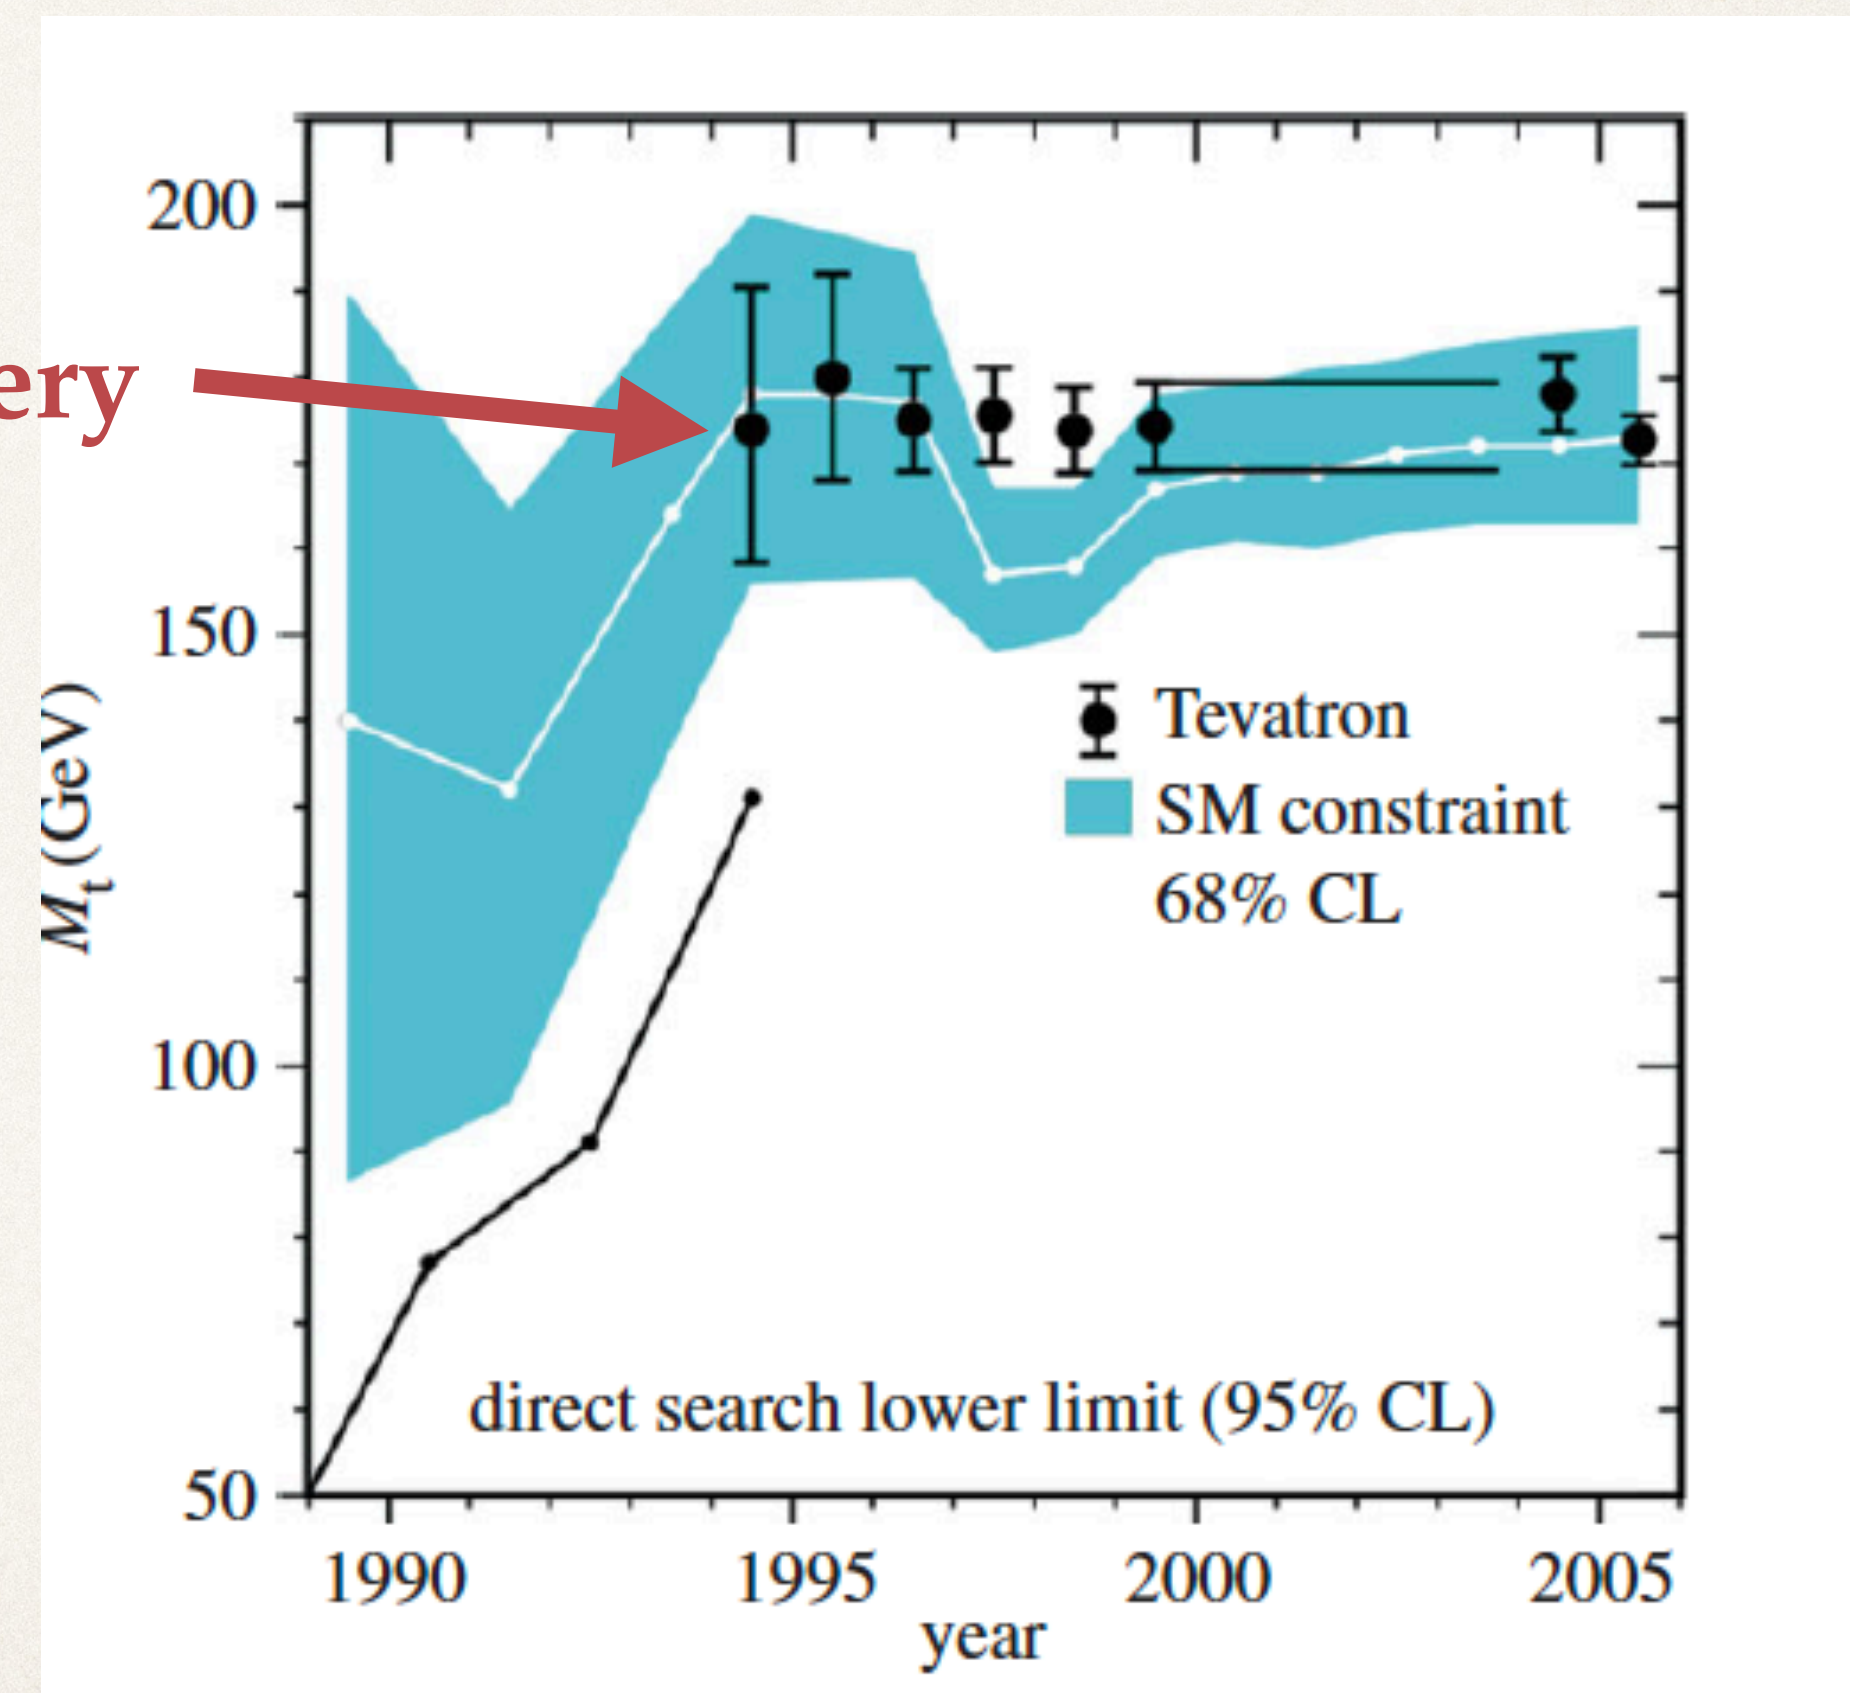 200
ery
150
M_t (GeV)
Tevatron
SM constraint
68% CL
100
direct search lower limit (95% CL)
50
1990 1995 2000 2005
year